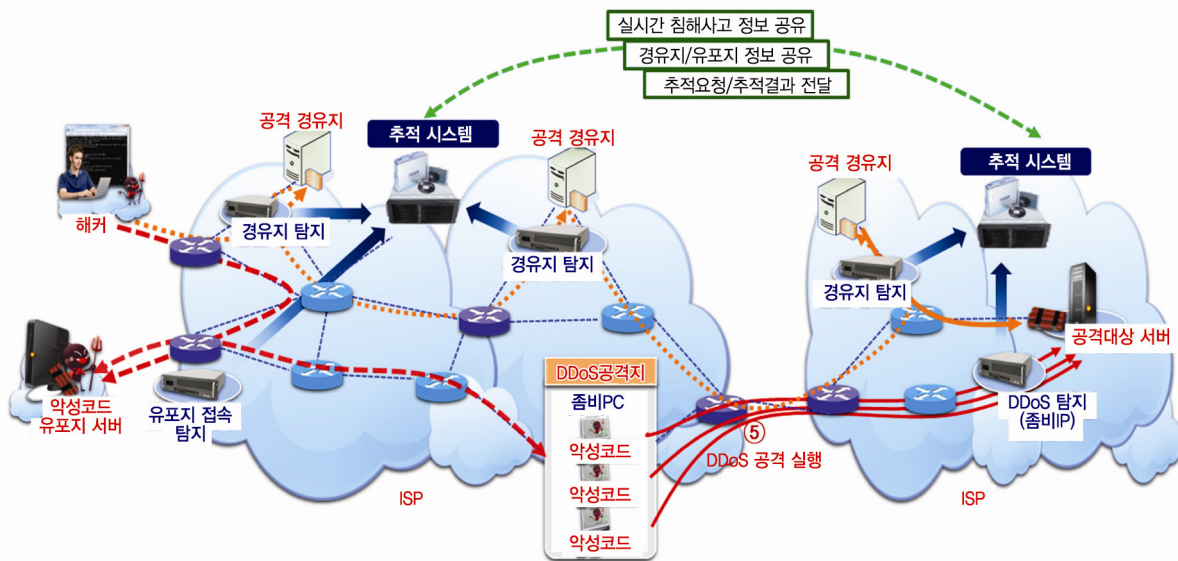 실시간 침해사고 정보 공유
경유지/유포지 정보 공유
추적요청/추적결과 전달
공격 경유지
추적 시스템
공격 경유지
공격 경유지
추적 시스템
해커
경유지 탐지
경유지 탐지
경유지 탐지
공격대상 서버
악성코드
유포지 서버
유포지 접속
탐지
DDoS공격지
좀비PC
악성코드
악성코드
악성코드
⑤
DDoS 공격 실행
DDoS 탐지
(좀비IP)
ISP
ISP